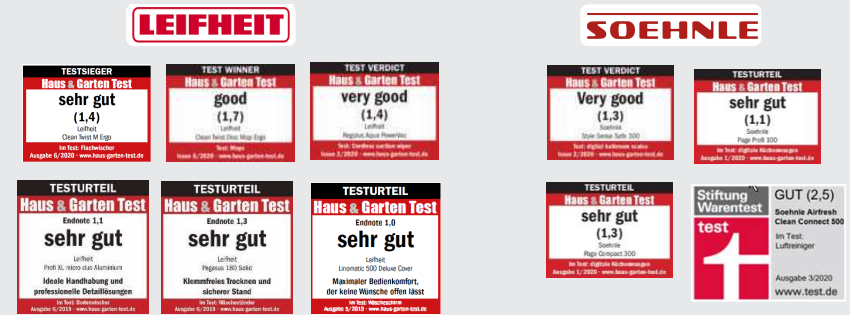 LEIFHEIT
SOEHNLE
TESTSIEGER
Haus & Garten Test
sehr gut
(1,4)
Leifheit
Clean Twist M Ergo
Im Test: Flachwischer
Ausgabe 6/2020 · www.haus-garten-test.de
TEST WINNER
Haus & Garten Test
good
(1,7)
Leifheit
Clean Twist Disc Mop Ergo
Test: Mops
Issue 6/2020 · www.haus-garten-test.de
TEST VERDICT
Haus & Garten Test
very good
(1,4)
Leifheit
Regulus Aqua PowerVac
Test: Cordless suction wiper
Issue 2/2020 · www.haus-garten-test.de
TEST VERDICT
Haus & Garten Test
Very good
(1,3)
Soehnle
Style Sense Safe 300
Test: digital bathroom scales
Issue 2/2020 · www.haus-garten-test.de
TESTURTEIL
Haus & Garten Test
sehr gut
(1,1)
Soehnle
Page Profi 300
Im Test: digitale Küchenwaagen
Ausgabe 1/2020 · www.haus-garten-test.de
TESTURTEIL
Haus & Garten Test
Endnote 1,1
sehr gut
Leifheit
Profi XL micro duo Aluminium
Ideale Handhabung und
professionelle Detaillösungen
Im Test: Bodenwischer
Ausgabe 6/2019 · www.haus-garten-test.de
TESTURTEIL
Haus & Garten Test
Endnote 1,3
sehr gut
Leifheit
Pegasus 180 Solid
Klemmfreies Trocknen und
sicherer Stand
Im Test: Wäscheständer
Ausgabe 6/2019 · www.haus-garten-test.de
TESTURTEIL
Haus & Garten Test
Endnote 1,0
sehr gut
Leifheit
Linomatic 500 Deluxe Cover
Maximaler Bedienkomfort,
der keine Wünsche offen lässt
Im Test: Wäscheschirm
Ausgabe 5/2019 · www.haus-garten-test.de
TESTURTEIL
Haus & Garten Test
sehr gut
(1,3)
Soehnle
Page Compact 300
Im Test: digitale Küchenwaagen
Ausgabe 1/2020 · www.haus-garten-test.de
Stiftung
Warentest
test
GUT (2,5)
Soehnle Airfresh
Clean Connect 500
Im Test:
Luftreiniger
Ausgabe 3/2020
www.test.de